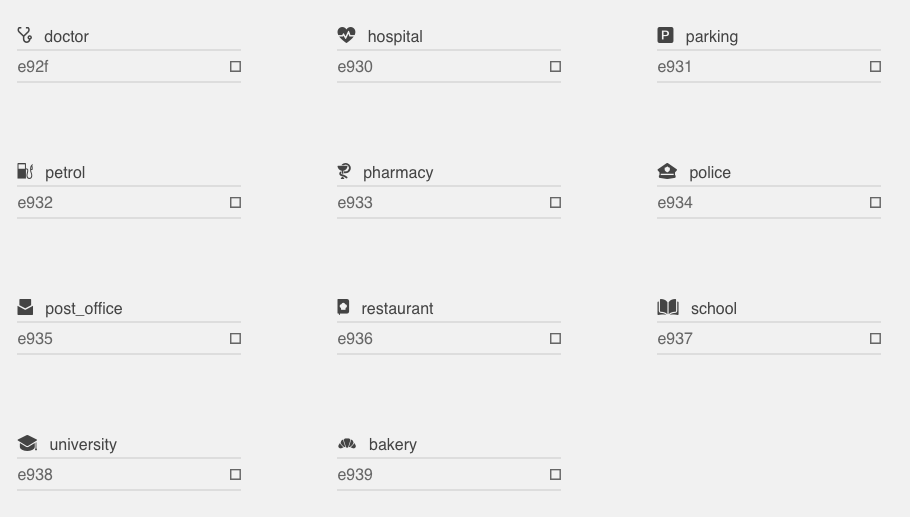 doctor
e92f
hospital
e930
P
parking
e931
petrol
e932
pharmacy
e933
police
e934
post_office
e935
restaurant
e936
school
e937
university
e938
bakery
e939